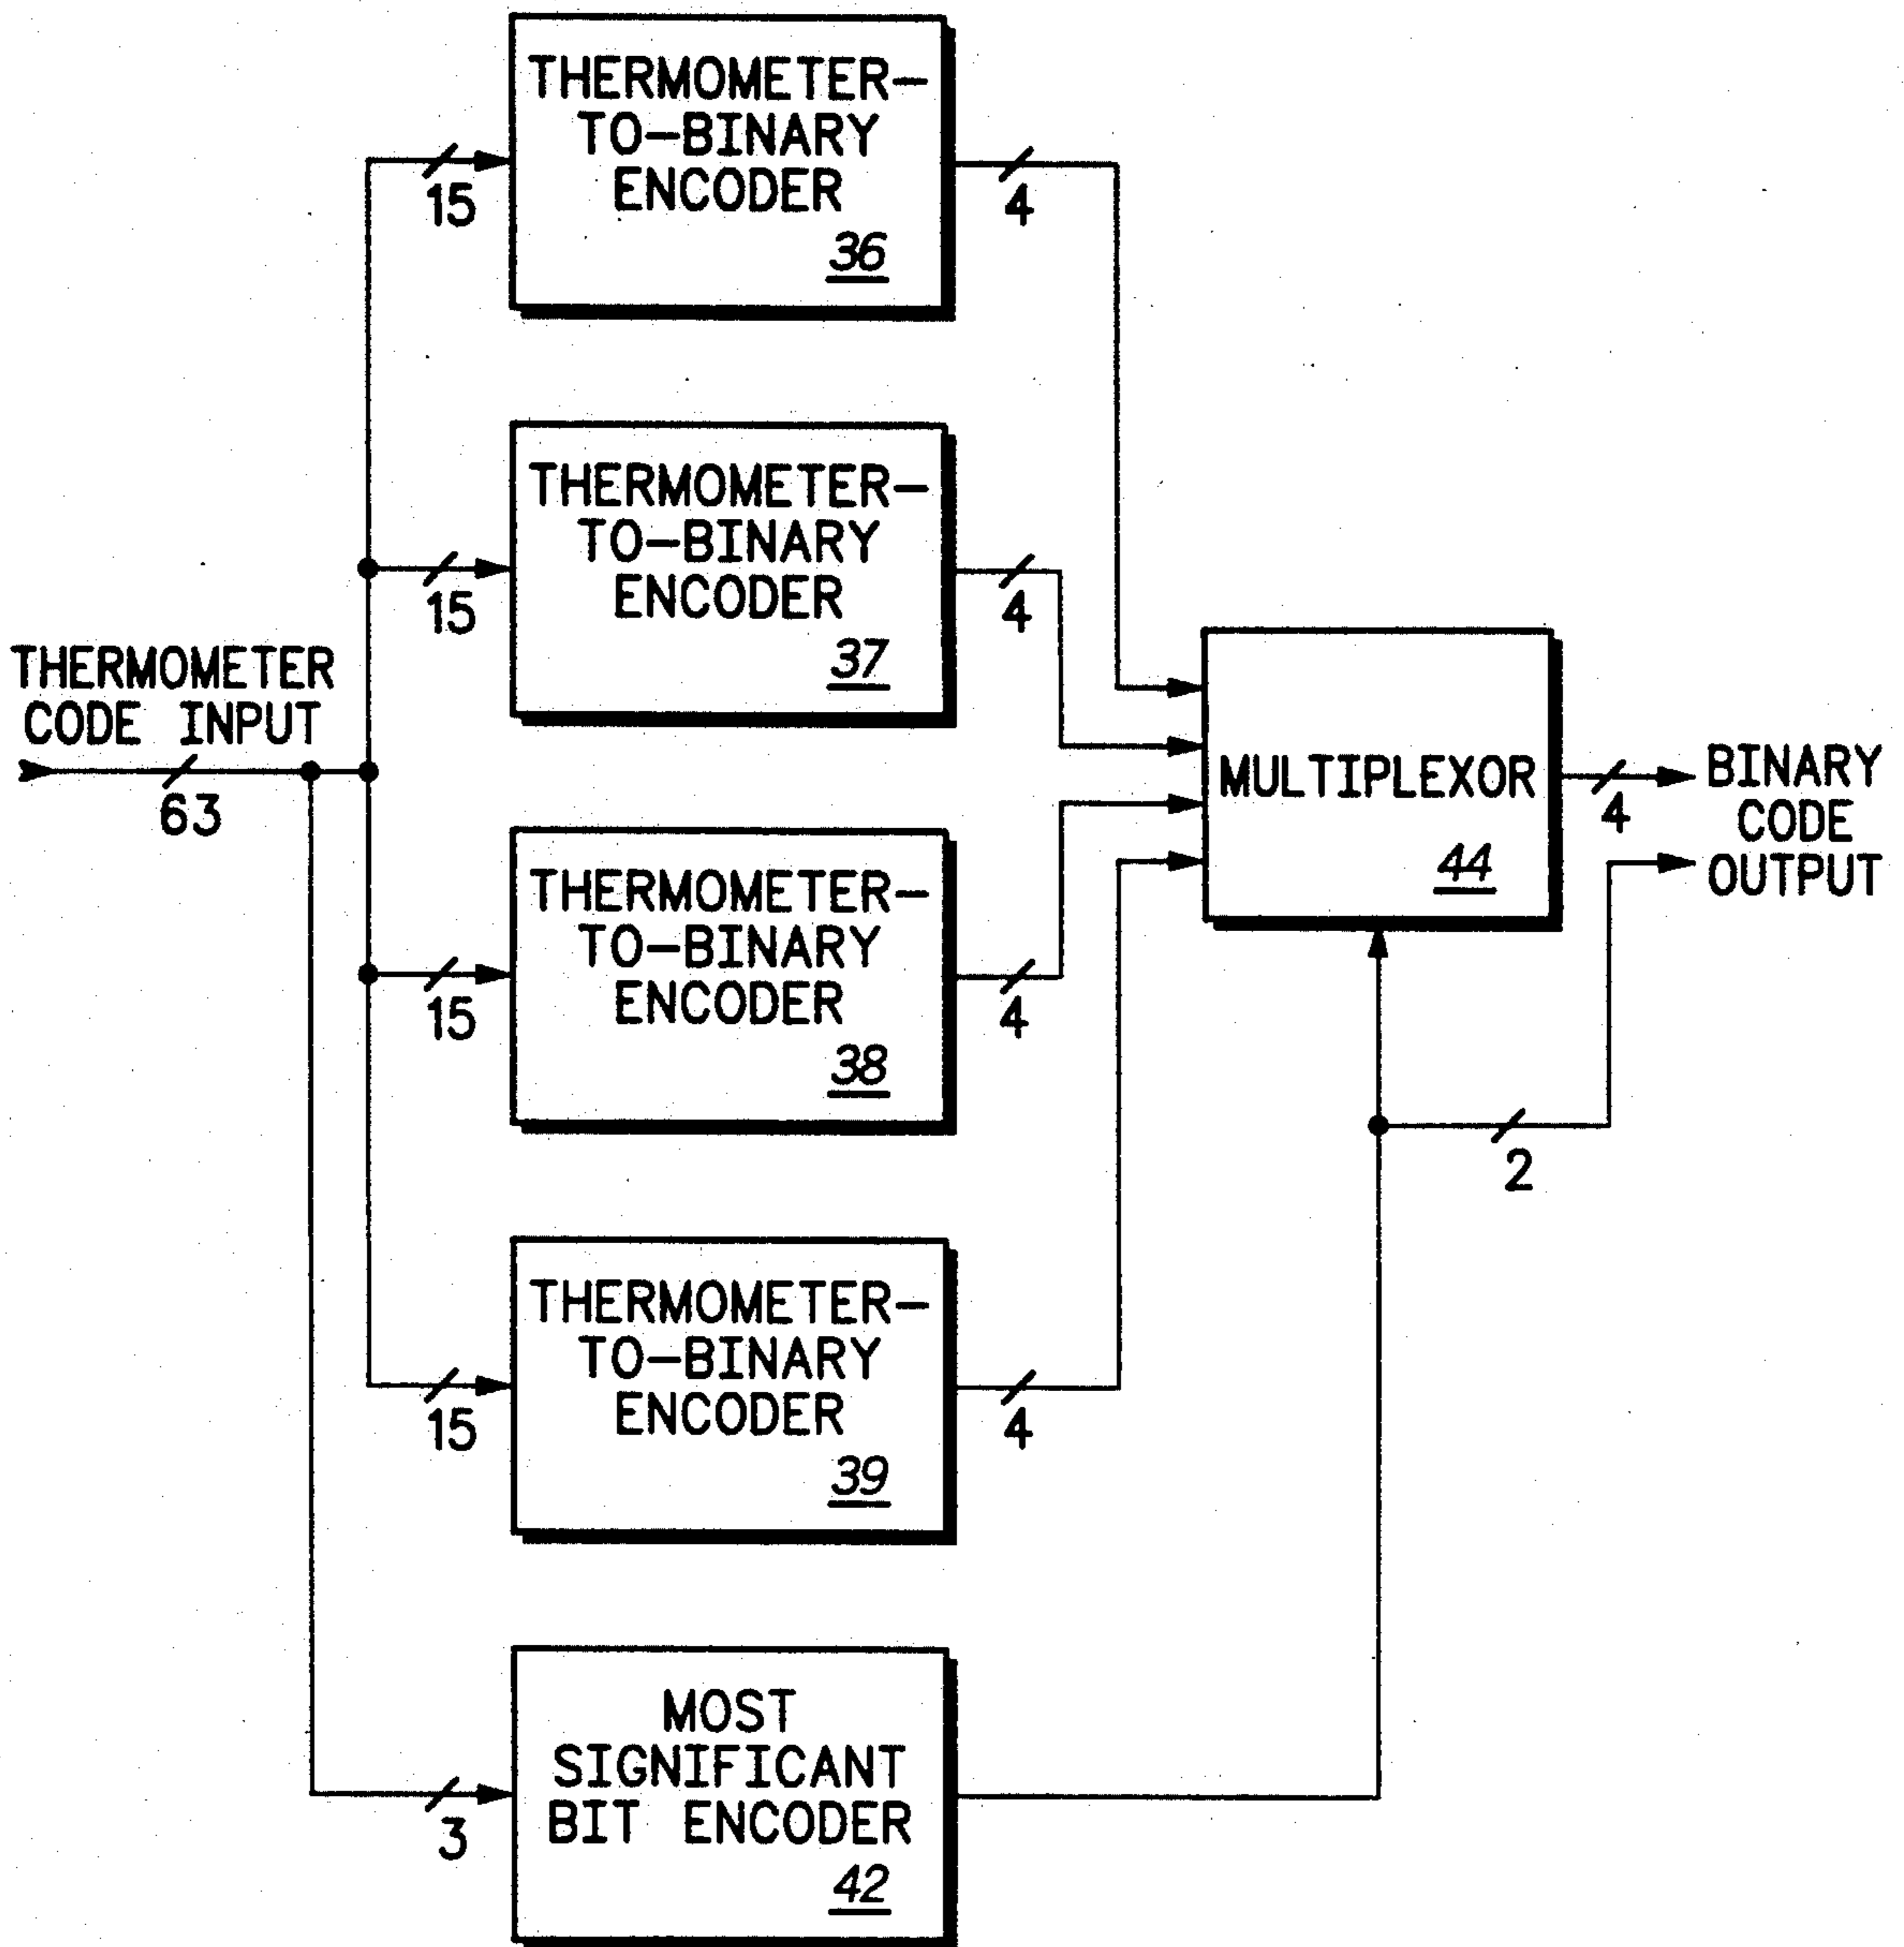 THERMOMETER-
TO-BINARY
ENCODER
36
15
4
THERMOMETER-
TO-BINARY
ENCODER
37
15
4
THERMOMETER
CODE INPUT
63
MULTIPLEXOR
44
4
BINARY
CODE
OUTPUT
THERMOMETER-
TO-BINARY
ENCODER
38
15
4
2
THERMOMETER-
TO-BINARY
ENCODER
39
15
4
MOST
SIGNIFICANT
BIT ENCODER
42
3